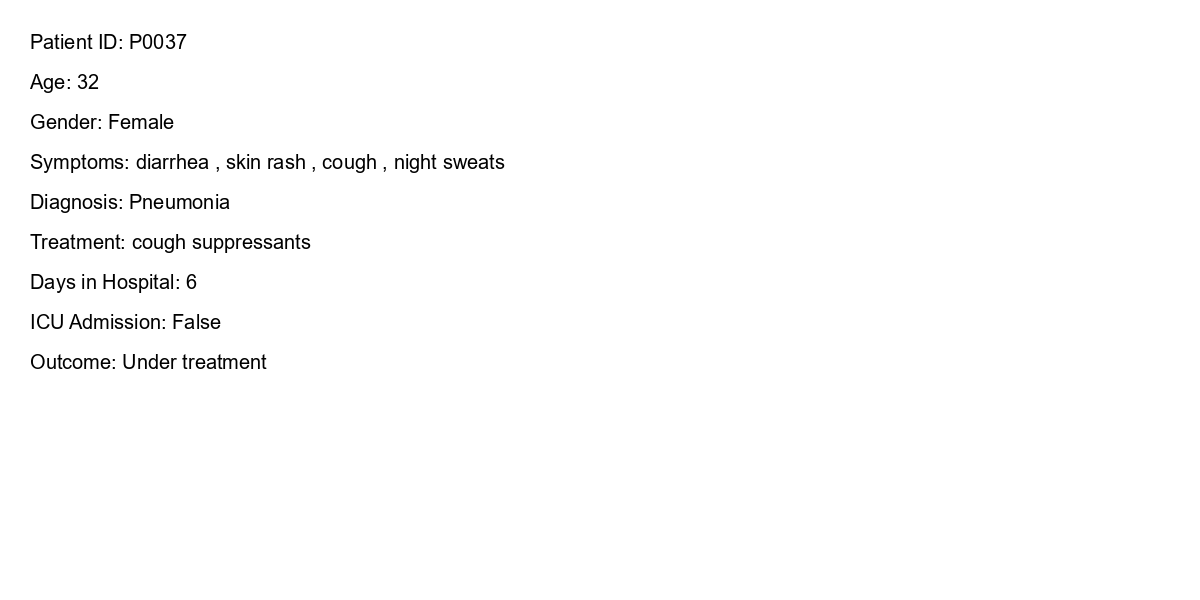 Patient ID: P0037
Age: 32
Gender: Female
Symptoms: diarrhea , skin rash , cough , night sweats
Diagnosis: Pneumonia
Treatment: cough suppressants
Days in Hospital: 6
ICU Admission: False
Outcome: Under treatment